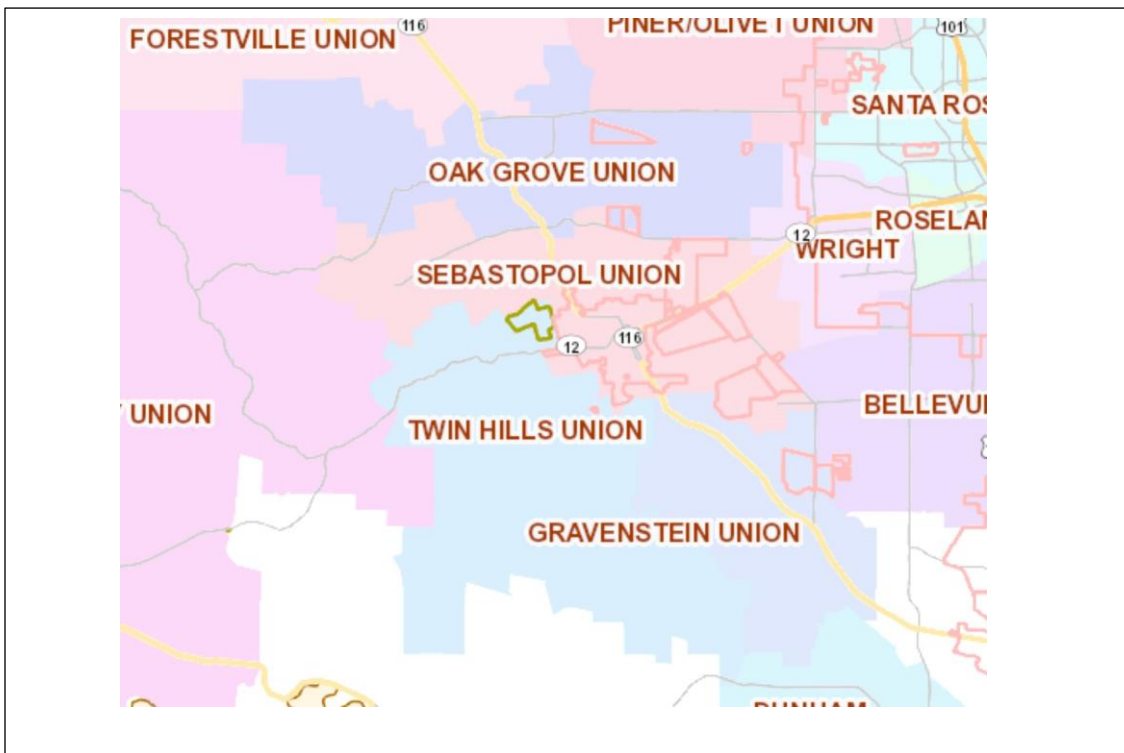 116
101
FORESTVILLE UNION
PINER/OLIVET UNION
SANTA ROS
OAK GROVE UNION
ROSELAN
12
WRIGHT
SEBASTOPOL UNION
116
12
Y UNION
BELLEVUE
TWIN HILLS UNION
GRAVENSTEIN UNION
DUNHAM